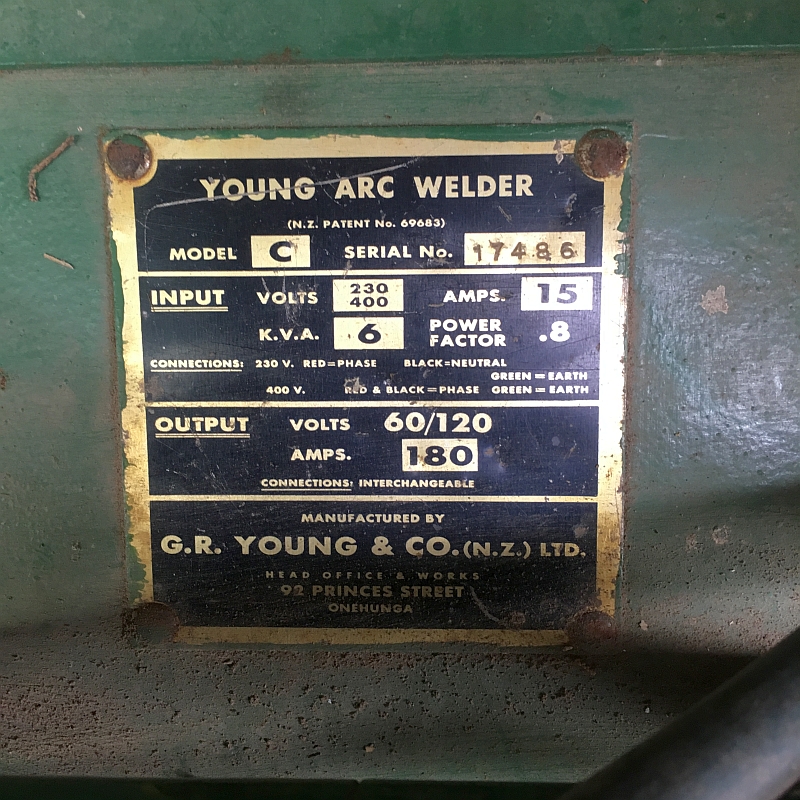 YOUNG ARC WELDER
(N.Z. PATENT No. 69683)
MODEL C SERIAL No. 17486
INPUT VOLTS 230 400 AMPS. 15
K.V.A. 6 POWER FACTOR .8
CONNECTIONS: 230 V. RED=PHASE BLACK=NEUTRAL
GREEN=EARTH
400 V. RED & BLACK=PHASE GREEN=EARTH
OUTPUT VOLTS 60/120
AMPS. 180
CONNECTIONS: INTERCHANGEABLE
MANUFACTURED BY
G.R. YOUNG & CO. (N.Z.) LTD.
HEAD OFFICE & WORKS
92 PRINCES STREET
ONEHUNGA